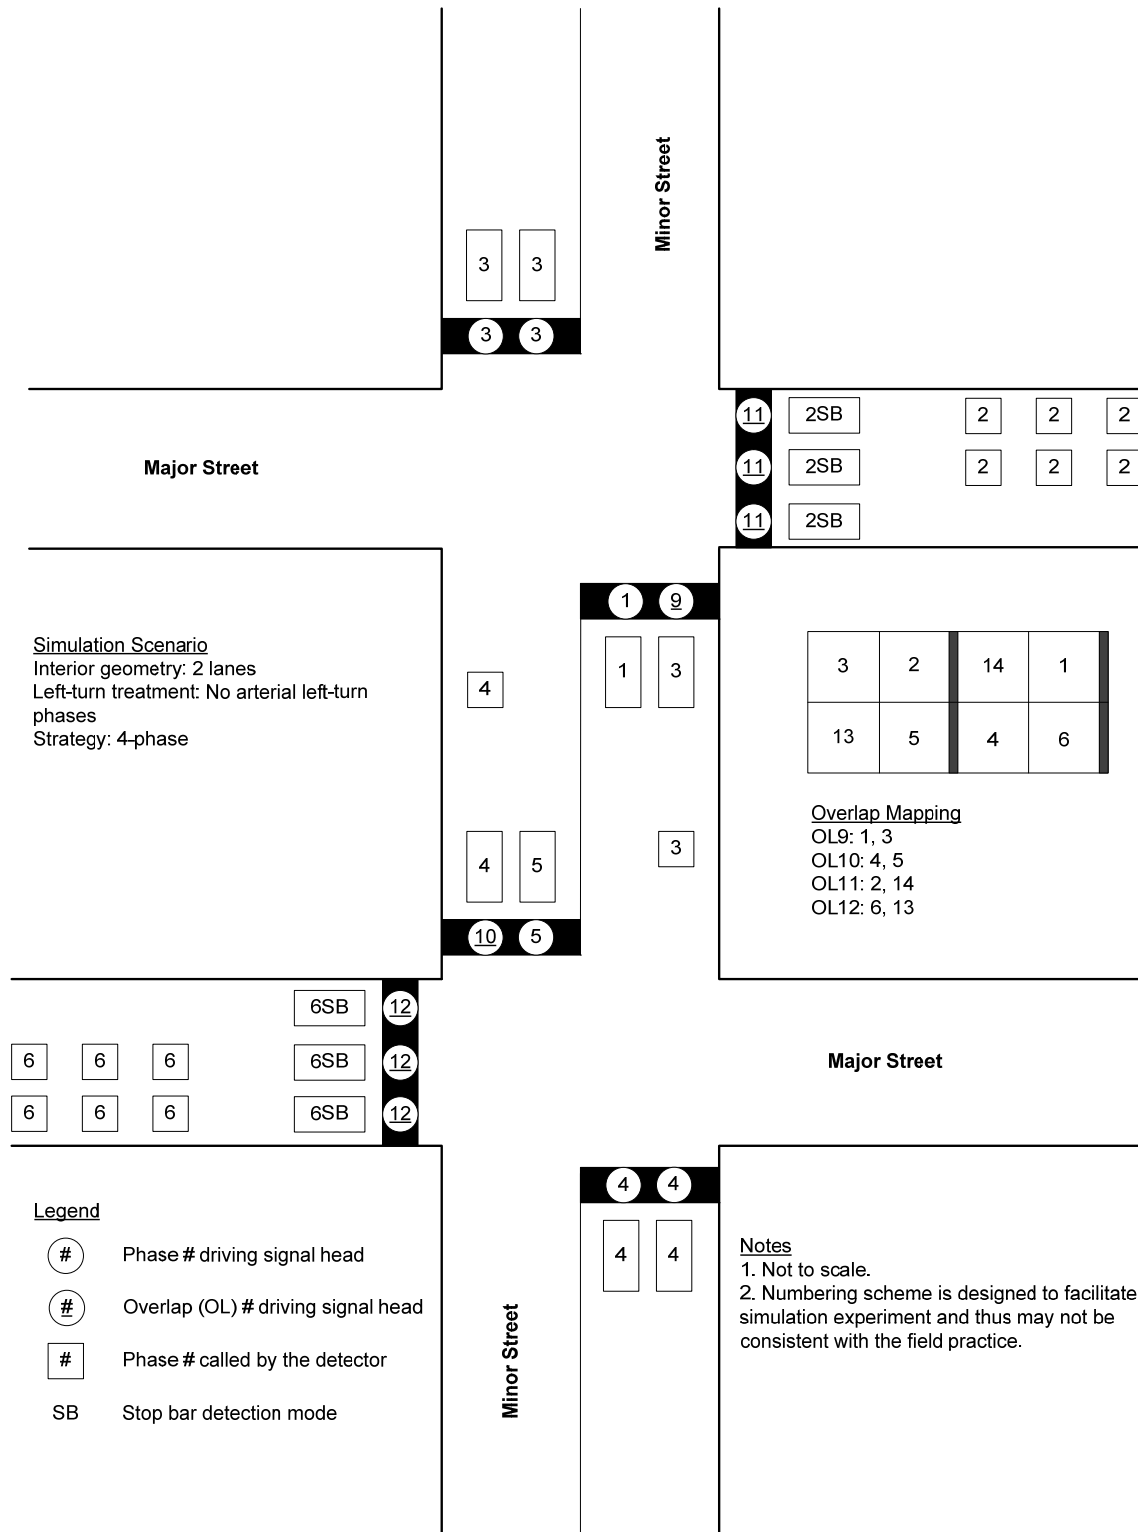 Minor Street
3 3
3 3
11 2SB 2 2 2
Major Street
11 2SB 2 2 2
11 2SB
1 9
Simulation Scenario
Interior geometry: 2 lanes
Left-turn treatment: No arterial left-turn
phases
Strategy: 4-phase
4
1 3
3 2 14 1
13 5 4 6
Overlap Mapping
OL9: 1, 3
OL10: 4, 5
OL11: 2, 14
OL12: 6, 13
4 5
3
10 5
6SB 12
6 6 6 6SB 12
Major Street
6 6 6 6SB 12
4 4
4 4
Legend
# Phase # driving signal head
# Overlap (OL) # driving signal head
# Phase # called by the detector
SB Stop bar detection mode
Minor Street
Notes
1. Not to scale.
2. Numbering scheme is designed to facilitate
simulation experiment and thus may not be
consistent with the field practice.